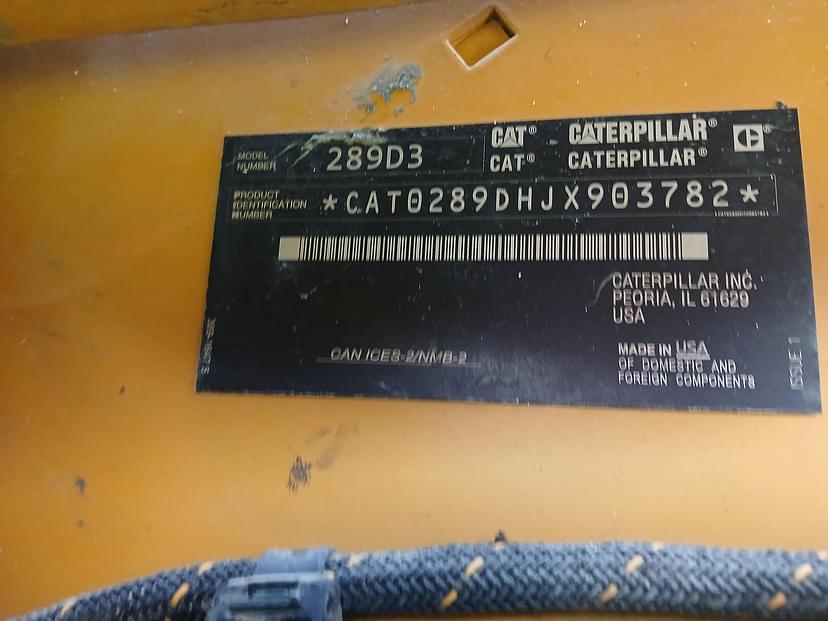 MODEL NUMBER 289D3
CAT® CATERPILLAR®
CAT® CATERPILLAR®
PRODUCT IDENTIFICATION NUMBER *CAT0289DHJX903782*
CATERPILLAR INC.
PEORIA, IL 61629
USA
CAN ICES-2/NMB-2
MADE IN USA
OF DOMESTIC AND
FOREIGN COMPONENTS
ISSUE 1